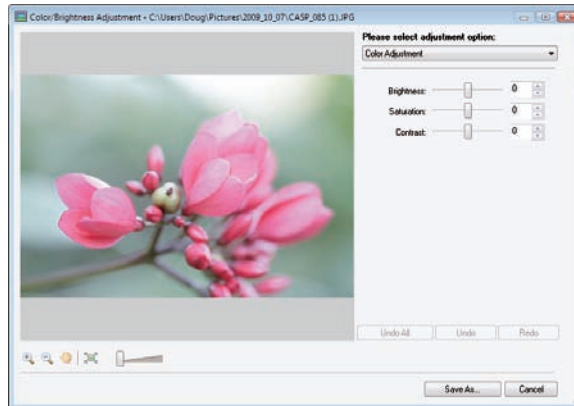 Color/Brightness Adjustment - C:\Users\Doug\Pictures\2009_10_07\CASP_085 (1).JPG
Please select adjustment option:
Color Adjustment
Brightness: 0
Saturation: 0
Contrast: 0
Undo All Undo Redo
Save As... Cancel